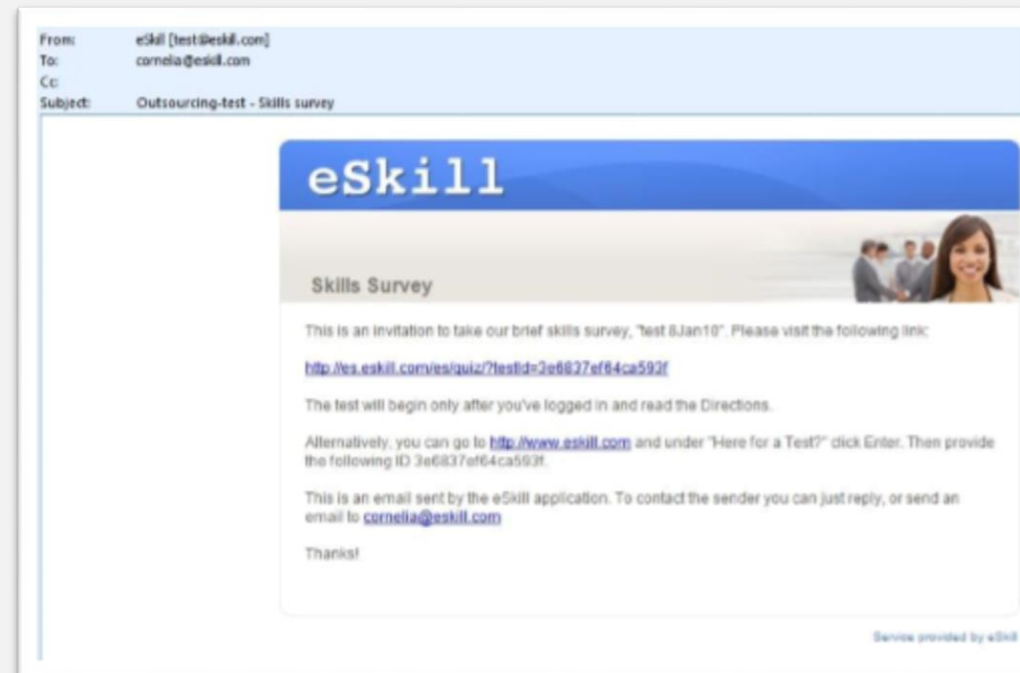 From: eSkill [test@eskill.com]
To: cornelia@eskill.com
Cc:
Subject: Outsourcing-test - Skills survey
eSkill
Skills Survey
This is an invitation to take our brief skills survey, "test 8Jan10". Please visit the following link:
http://es.eskill.com/es/quiz/?testId=3e6837ef64ca593f
The test will begin only after you've logged in and read the Directions.
Alternatively, you can go to http://www.eskill.com and under "Here for a Test?" click Enter. Then provide
the following ID 3e6837ef64ca593f.
This is an email sent by the eSkill application. To contact the sender you can just reply, or send an
email to cornelia@eskill.com
Thanks!
Service provided by eSkill